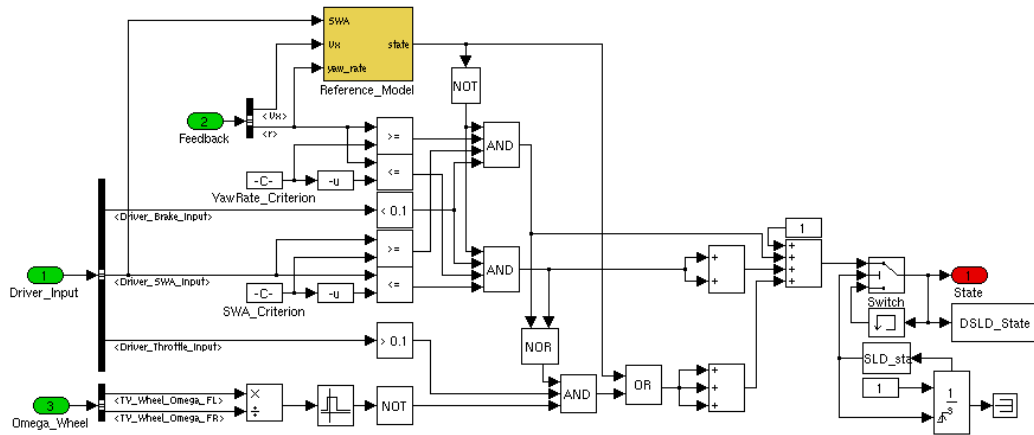 SWA
Vx
state
yaw_rate
Reference_Model
NOT
2
Feedback
<Vx>
<r>
>=
<=
AND
-C-
-u
YawRate_Criterion
< 0.1
<Driver_Brake_Input>
>=
<=
AND
1
Driver_Input
<Driver_SWA_Input>
-C-
-u
SWA_Criterion
1
+
+
+
+
+
+
Switch
1
State
DSLD_State
> 0.1
<Driver_Throttle_Input>
NOR
SLD_sta
AND
OR
+
+
+
1
1
s
3
Omega_Wheel
<TV_Wheel_Omega_FL>
<TV_Wheel_Omega_FR>
×
÷
NOT